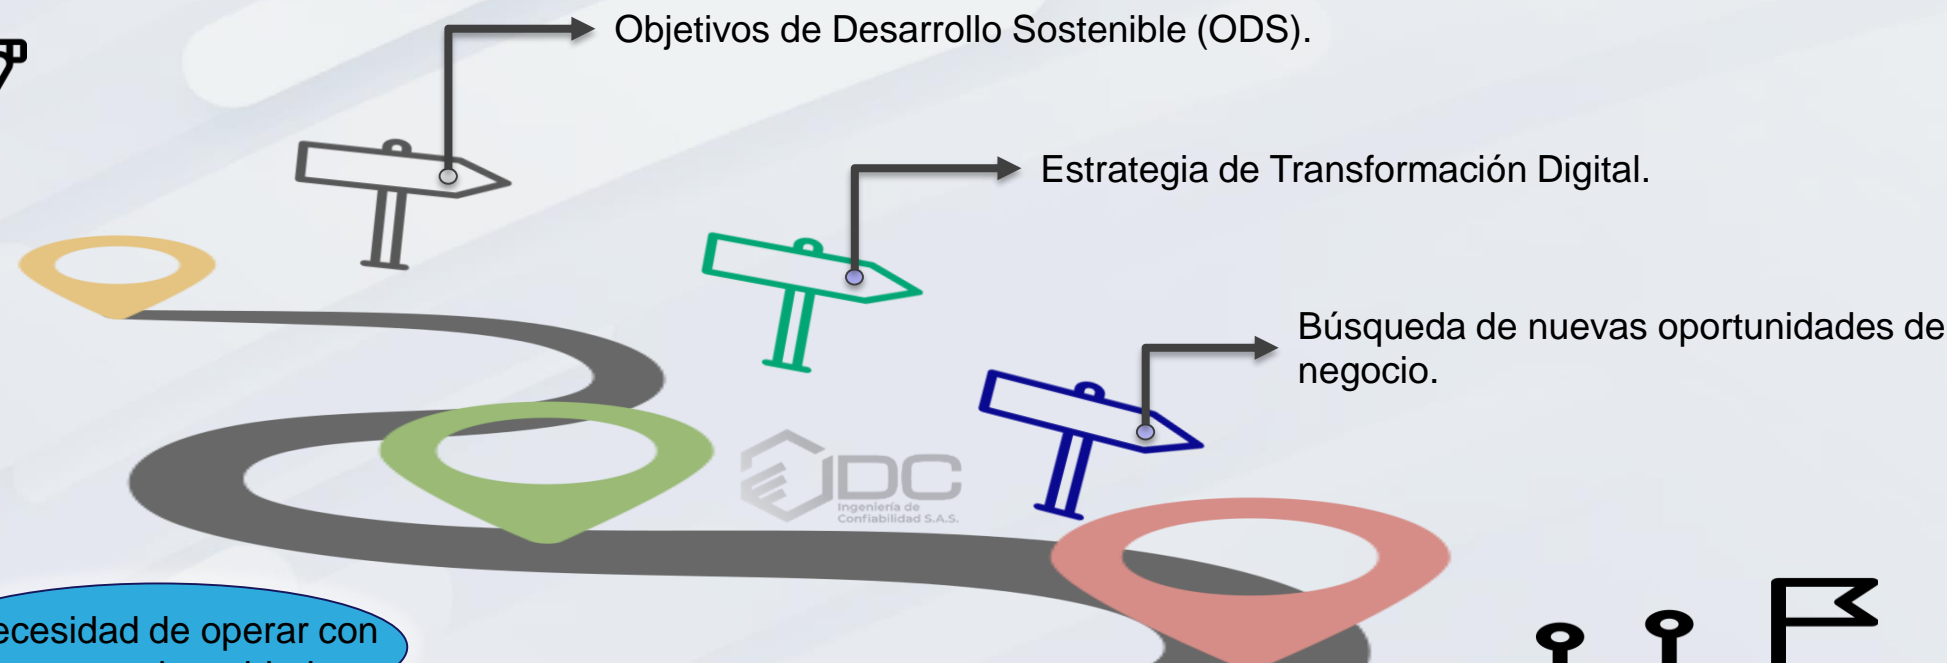 Objetivos de Desarrollo Sostenible (ODS).
Estrategia de Transformación Digital.
Búsqueda de nuevas oportunidades de
negocio.
IDC
Ingeniería de
Confiabilidad S.A.S.
ecesidad de operar con